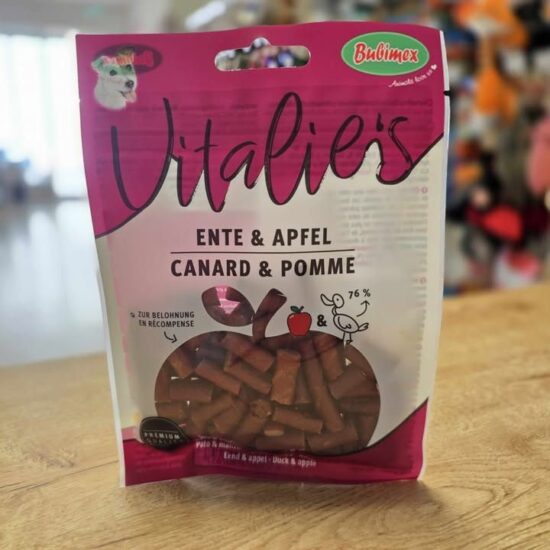 Bubimex
Vitalie's
ENTE & APFEL
CANARD & POMME
76 %
&
ZUR BELOHNUNG
EN RÉCOMPENSE
PREMIUM
Eend & appel - Duck & apple